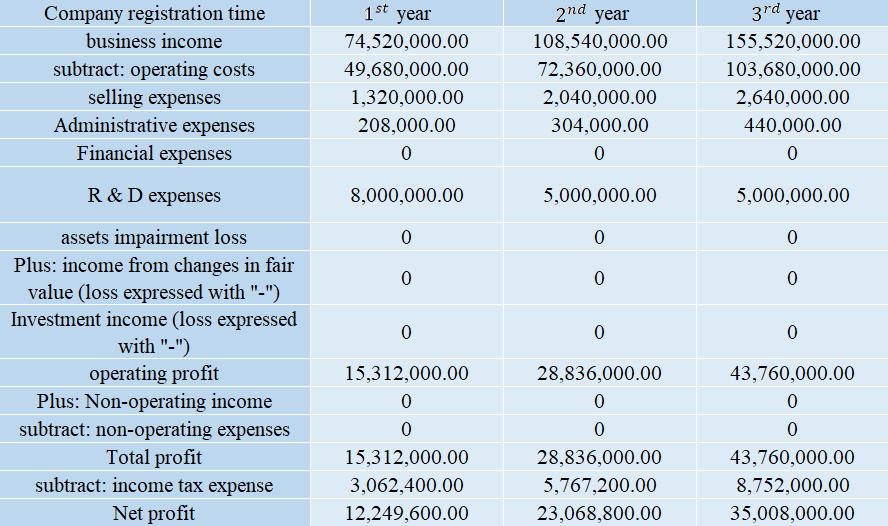 Company registration time 1st year 2nd year 3rd year
business income 74,520,000.00 108,540,000.00 155,520,000.00
subtract: operating costs 49,680,000.00 72,360,000.00 103,680,000.00
selling expenses 1,320,000.00 2,040,000.00 2,640,000.00
Administrative expenses 208,000.00 304,000.00 440,000.00
Financial expenses 0 0 0
R & D expenses 8,000,000.00 5,000,000.00 5,000,000.00
assets impairment loss 0 0 0
Plus: income from changes in fair
value (loss expressed with "-") 0 0 0
Investment income (loss expressed
with "-") 0 0 0
operating profit 15,312,000.00 28,836,000.00 43,760,000.00
Plus: Non-operating income 0 0 0
subtract: non-operating expenses 0 0 0
Total profit 15,312,000.00 28,836,000.00 43,760,000.00
subtract: income tax expense 3,062,400.00 5,767,200.00 8,752,000.00
Net profit 12,249,600.00 23,068,800.00 35,008,000.00